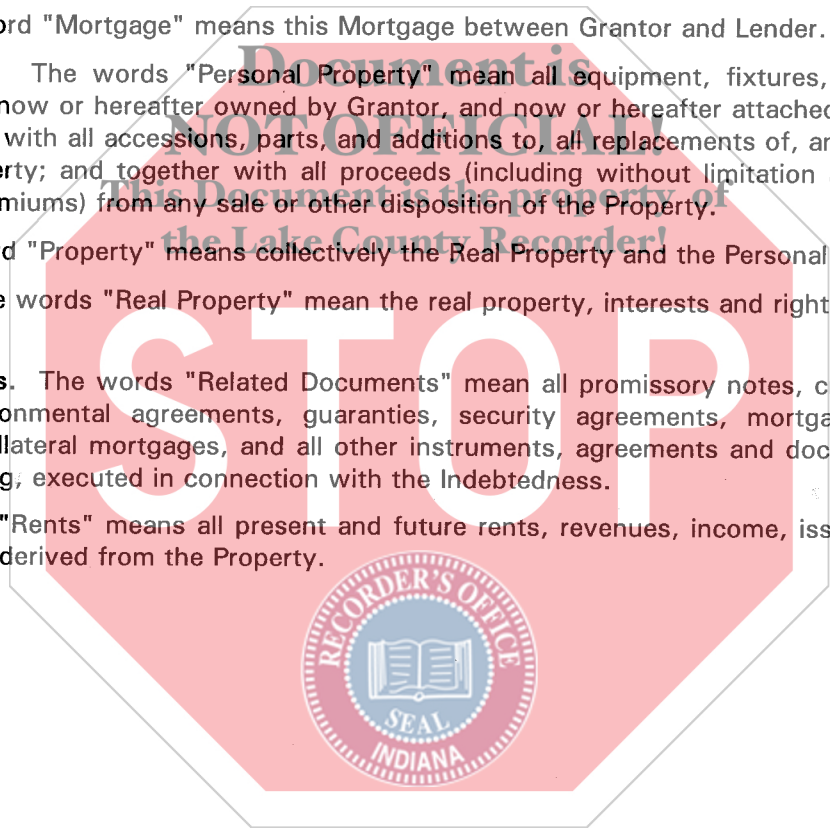 ord "Mortgage" means this Mortgage between Grantor and Lender.
Document is
The words "Personal Property" mean all equipment, fixtures,
now or hereafter owned by Grantor, and now or hereafter attached
NOT OFFICIAL!
with all accessions, parts, and additions to, all replacements of, an
erty; and together with all proceeds (including without limitation
This Document is the property of
miums) from any sale or other disposition of the Property.
the Lake County Recorder!
d "Property" means collectively the Real Property and the Personal
e words "Real Property" mean the real property, interests and right
STOP
s. The words "Related Documents" mean all promissory notes, c
onmental agreements, guaranties, security agreements, mortga
llateral mortgages, and all other instruments, agreements and doc
g, executed in connection with the Indebtedness.
"Rents" means all present and future rents, revenues, income, iss
derived from the Property.
RECORDER'S OFFICE
SEAL
INDIANA